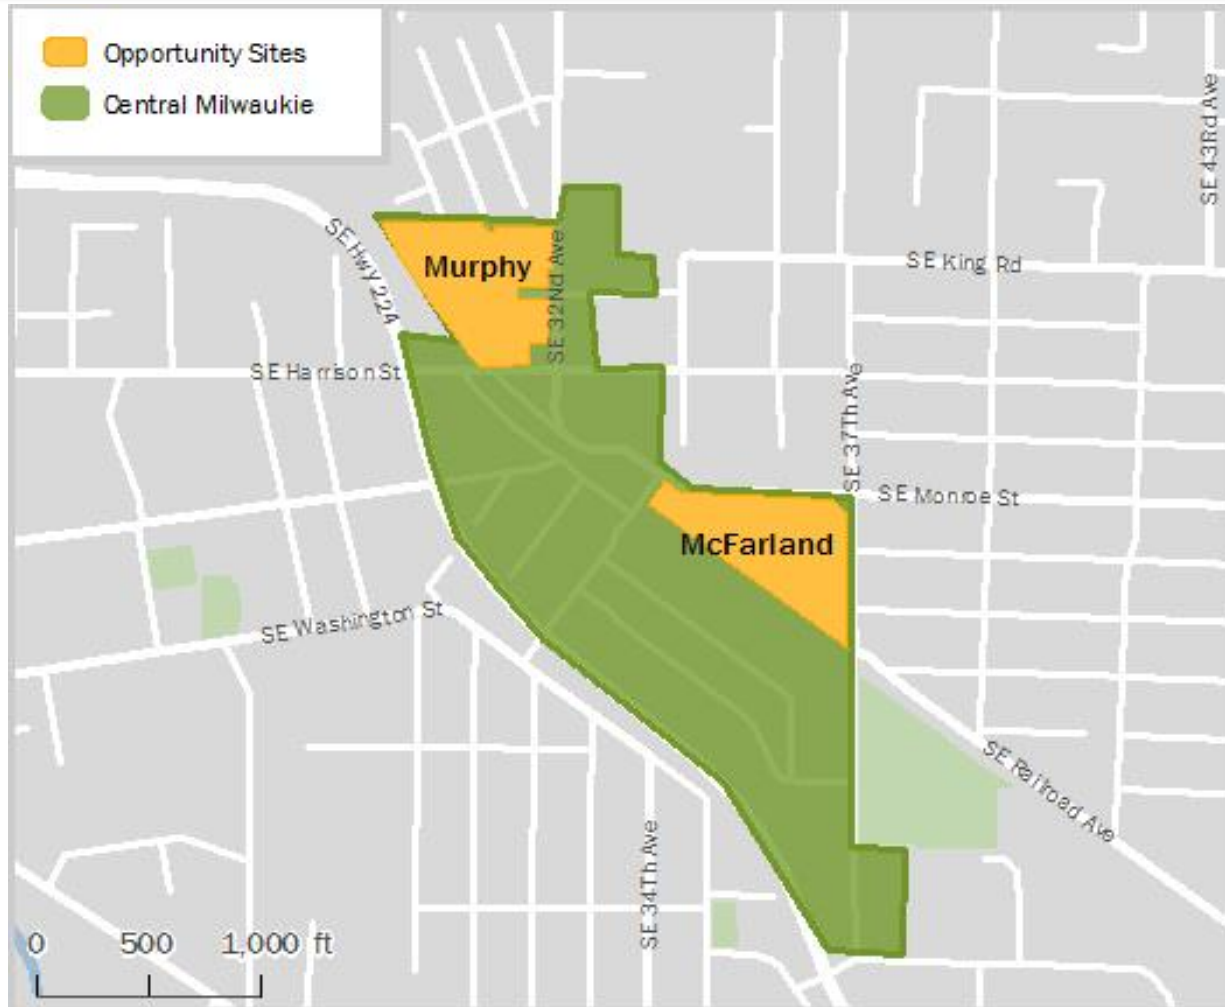 Opportunity Sites
Central Milwaukie
SE 43Rd Ave
SE Hwy 224
Murphy
SE 32Nd Ave
SE King Rd
SE Harrison St
SE 37Th Ave
SE Monroe St
McFarland
SE Washington St
SE Railroad Ave
SE 34Th Ave
0 500 1,000 ft